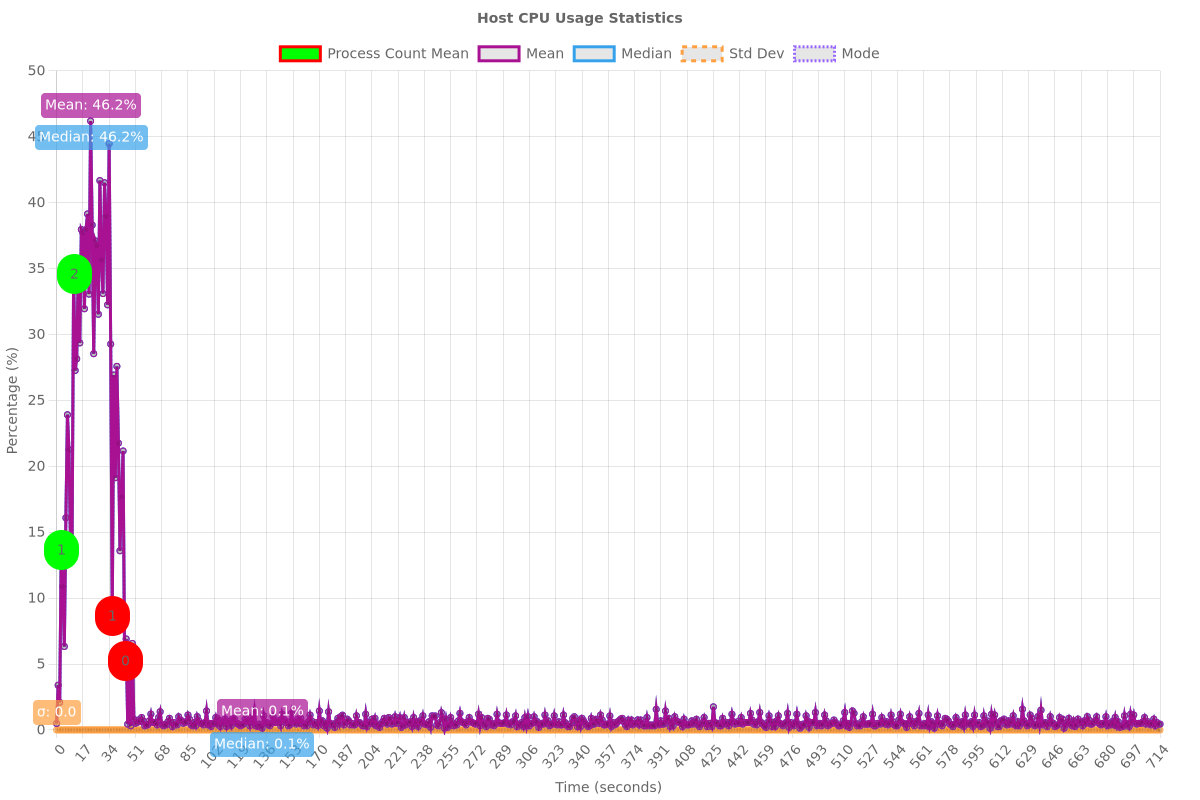 Host CPU Usage Statistics
Process Count Mean Mean Median Std Dev Mode
50
Mean: 46.2%
Median: 46.2%
40
35
2
30
25
20
15
1
10
1
5
0
Mean: 0.1%
σ: 0.0
0
Median: 0.1%
Percentage (%)
0 17 34 51 68 85 170 187 204 221 238 255 272 289 306 323 340 357 374 391 408 425 442 459 476 493 510 527 544 561 578 595 612 629 646 663 680 697 714
Time (seconds)